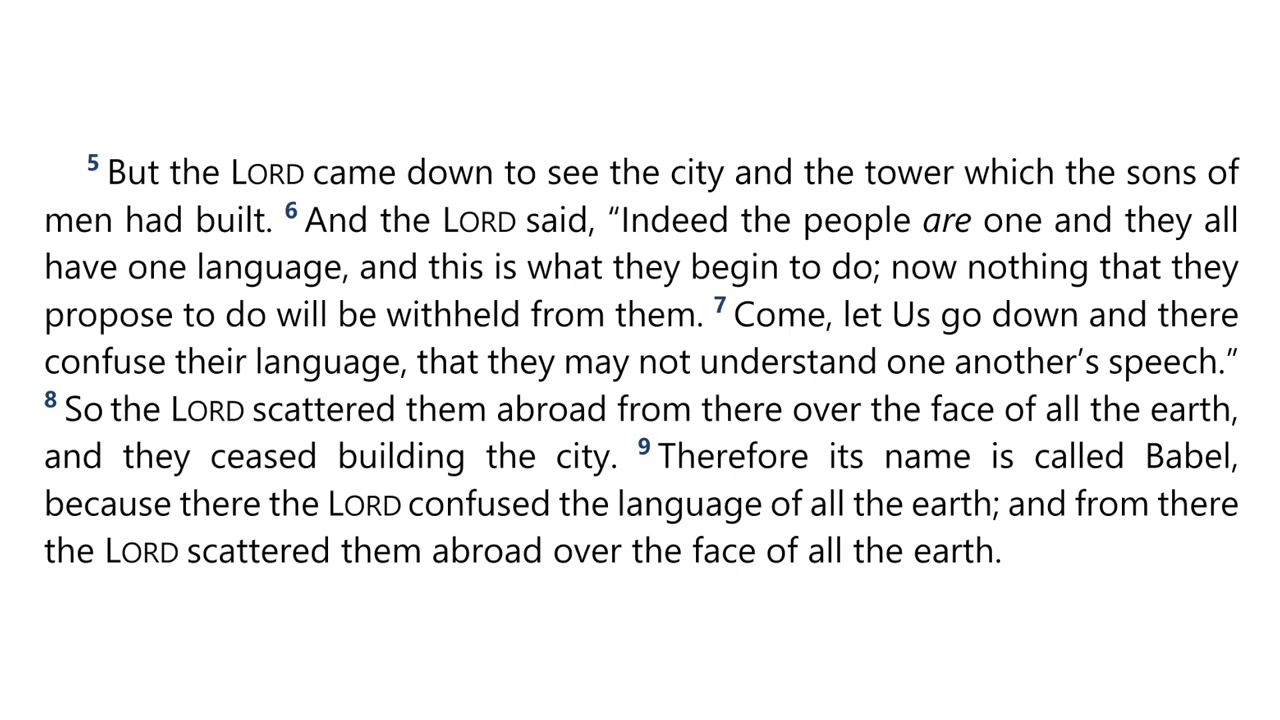 5 But the LORD came down to see the city and the tower which the sons of
men had built. 6 And the LORD said, “Indeed the people are one and they all
have one language, and this is what they begin to do; now nothing that they
propose to do will be withheld from them. 7 Come, let Us go down and there
confuse their language, that they may not understand one another’s speech.”
8 So the LORD scattered them abroad from there over the face of all the earth,
and they ceased building the city. 9 Therefore its name is called Babel,
because there the LORD confused the language of all the earth; and from there
the LORD scattered them abroad over the face of all the earth.